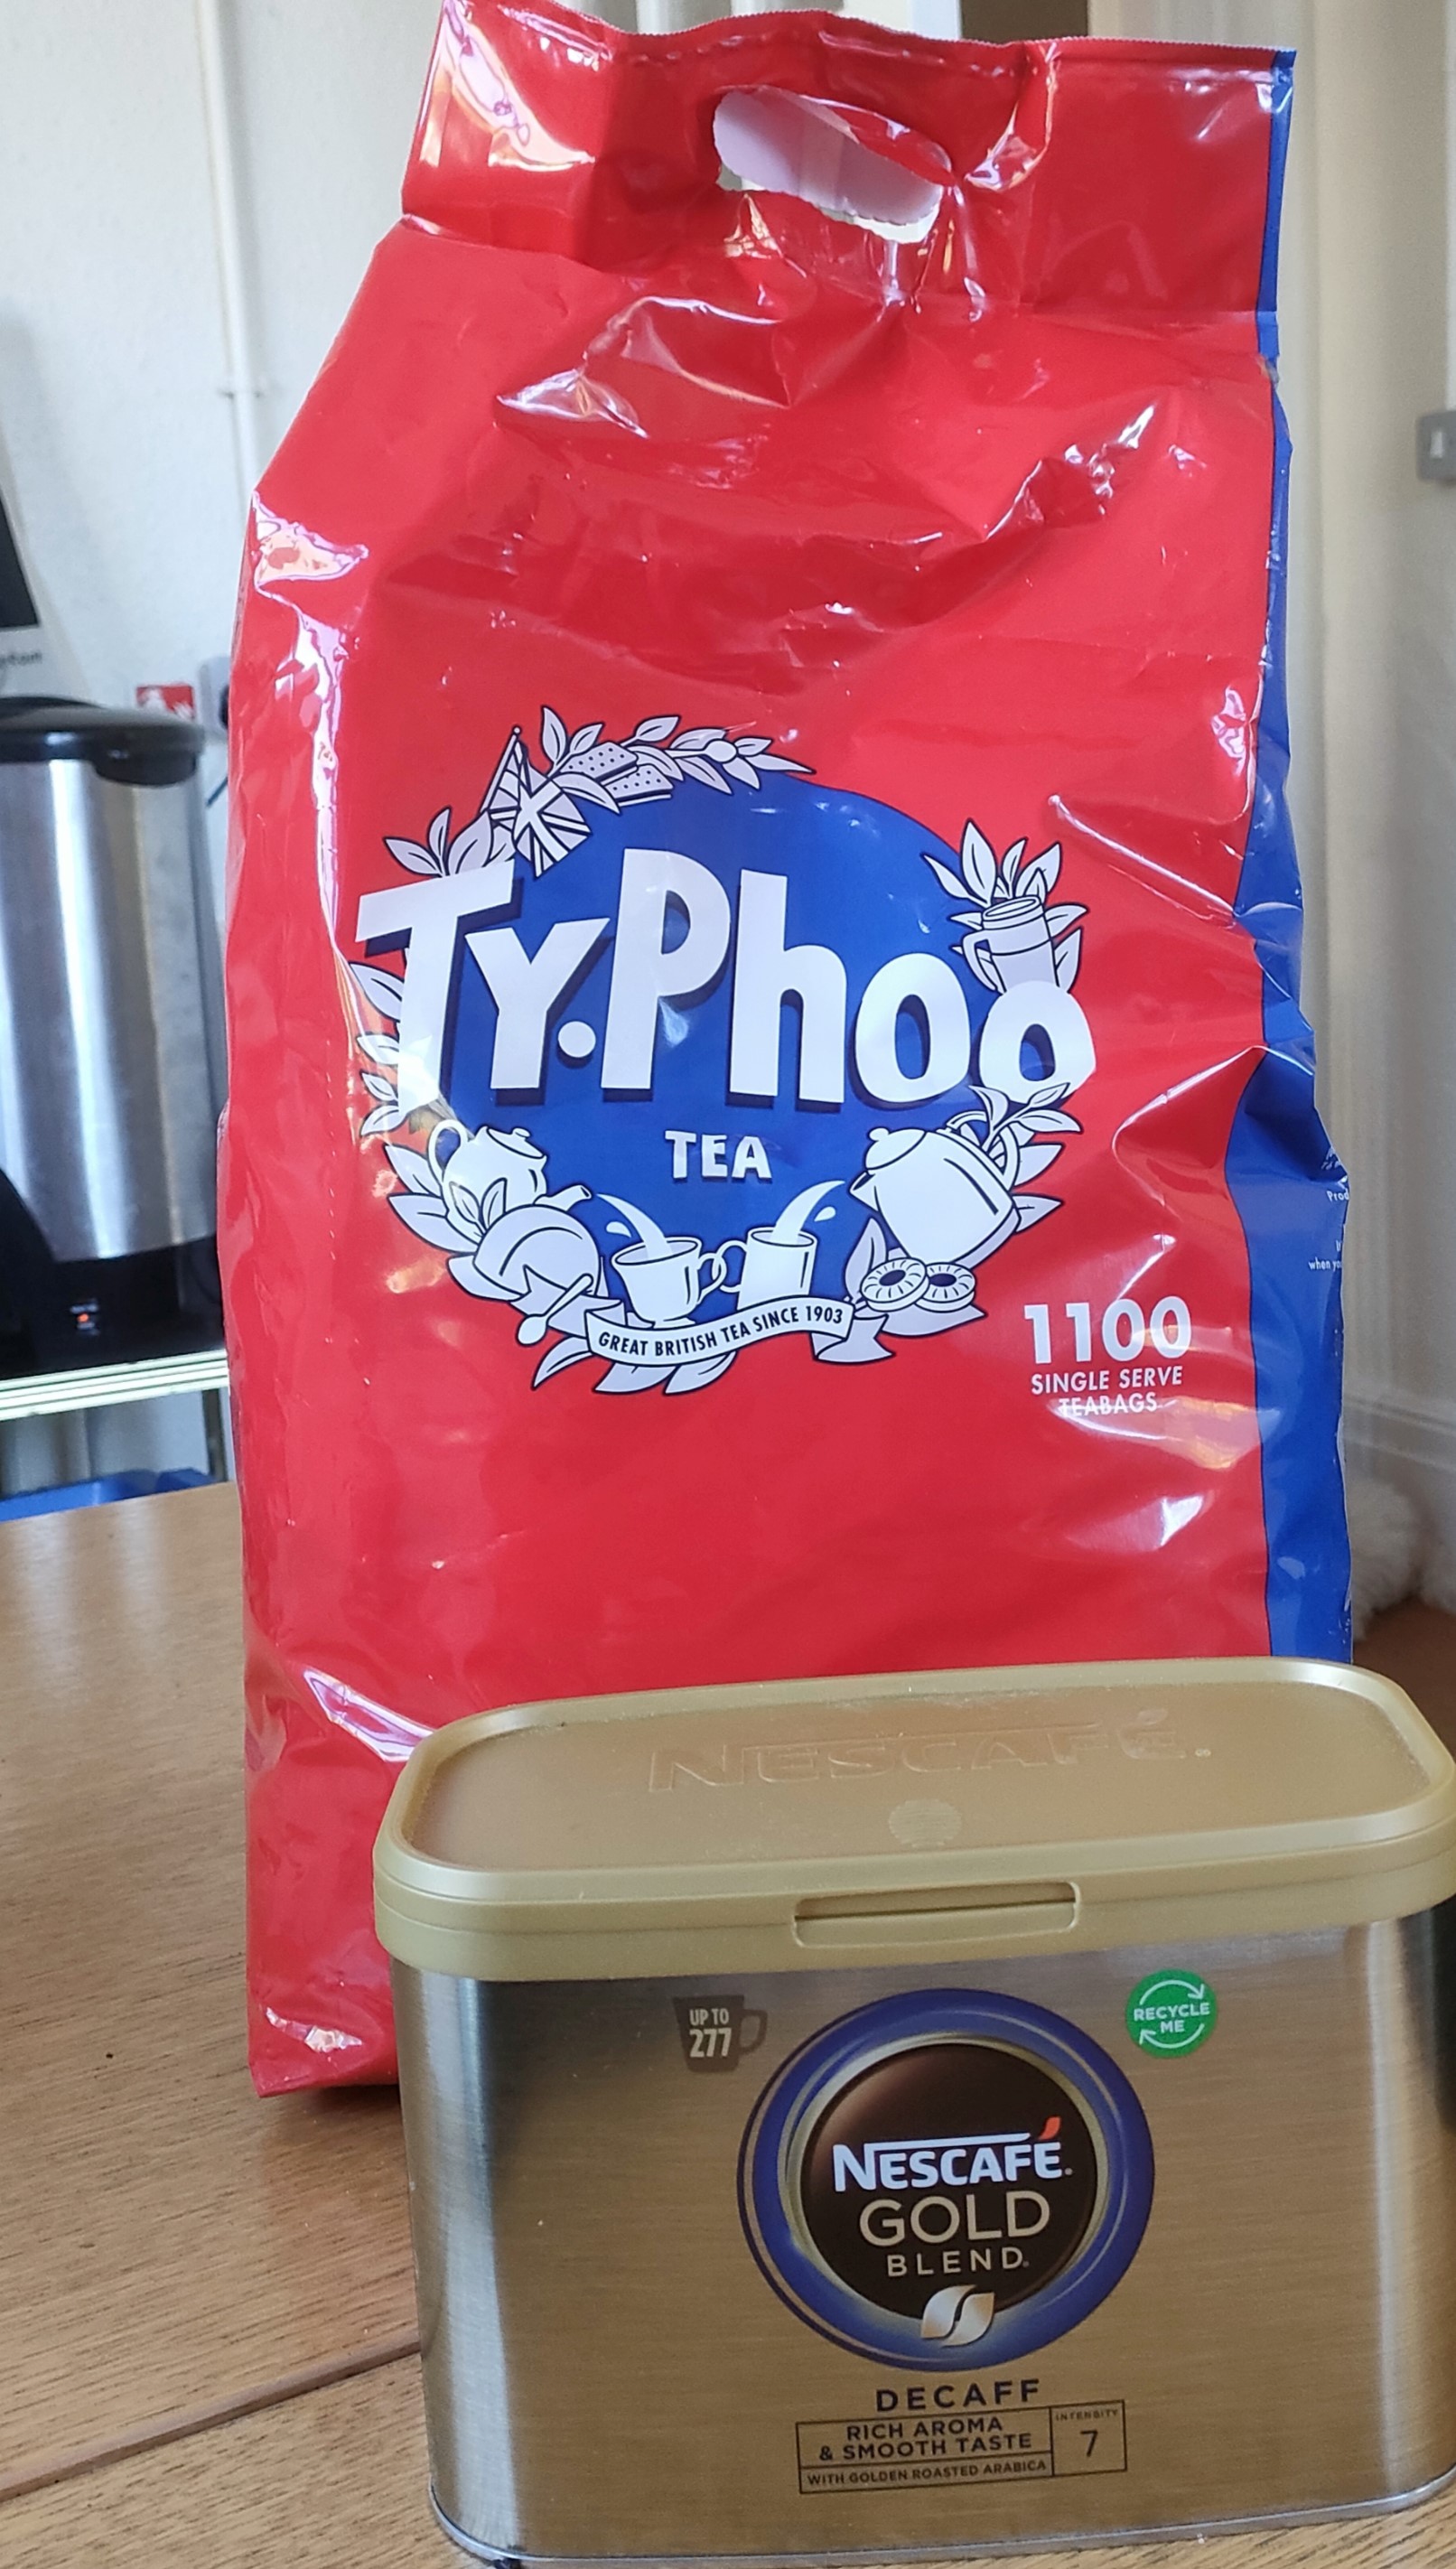 TY.Phoo
TEA
GREAT BRITISH TEA SINCE 1903
1100
SINGLE SERVE
TEABAGS
when
NESCAFÉ
UP TO
277
RECYCLE
ME
NESCAFÉ
GOLD
BLEND
DECAFF
RICH AROMA
& SMOOTH TASTE
WITH GOLDEN ROASTED ARABICA
INTENSITY
7